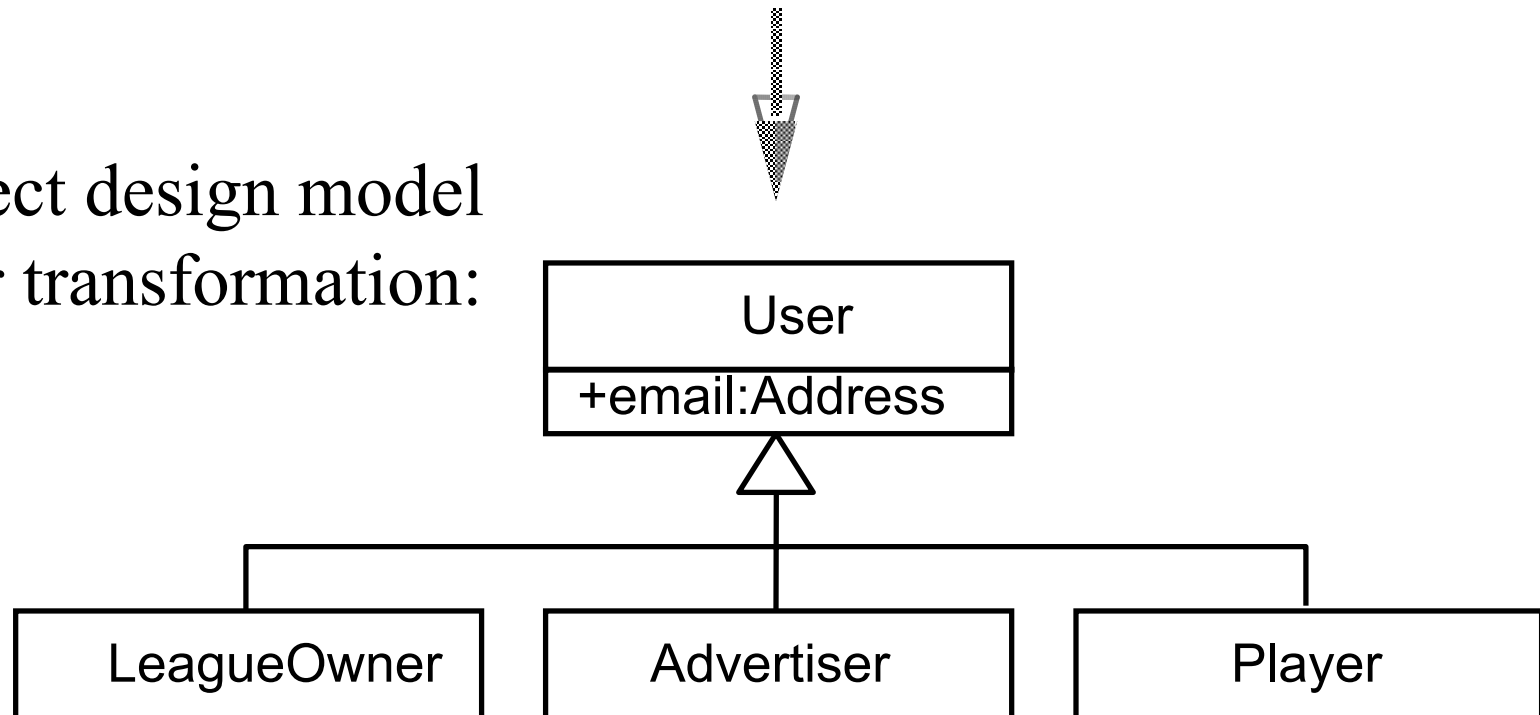 ect design model
r transformation:
User
+email:Address
LeagueOwner
Advertiser
Player